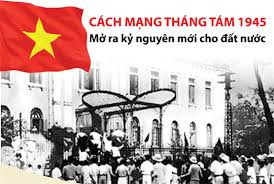 CÁCH MẠNG THÁNG TÁM 1945
Mở ra kỷ nguyên mới cho đất nước